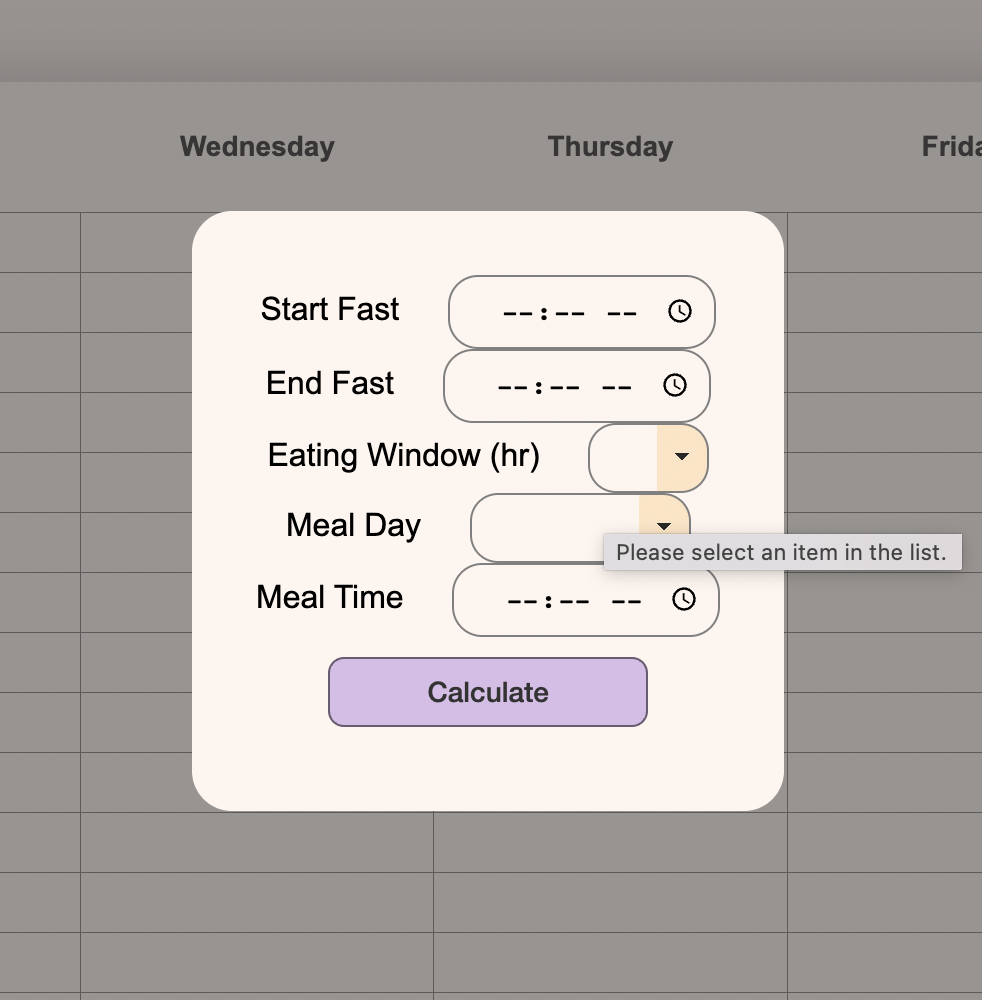 Wednesday Thursday Frida
Start Fast --:-- --
End Fast --:-- --
Eating Window (hr)
Meal Day
Please select an item in the list.
Meal Time --:-- --
Calculate